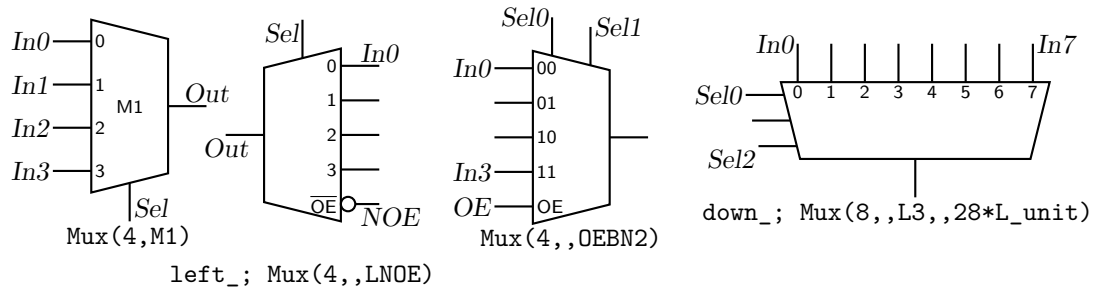 In0
In1
In2
In3
0
1
2
3
M1
Out
Sel
Mux(4,M1)
Sel
0
1
2
3
OE
In0
Out
NOE
left_; Mux(4,,LNOE)
Sel0
Sel1
In0
00
01
10
In3
11
OE
OE
Mux(4,,OEBN2)
In0
In7
Sel0
0 1 2 3 4 5 6 7
Sel2
down_; Mux(8,,L3,,28*L_unit)